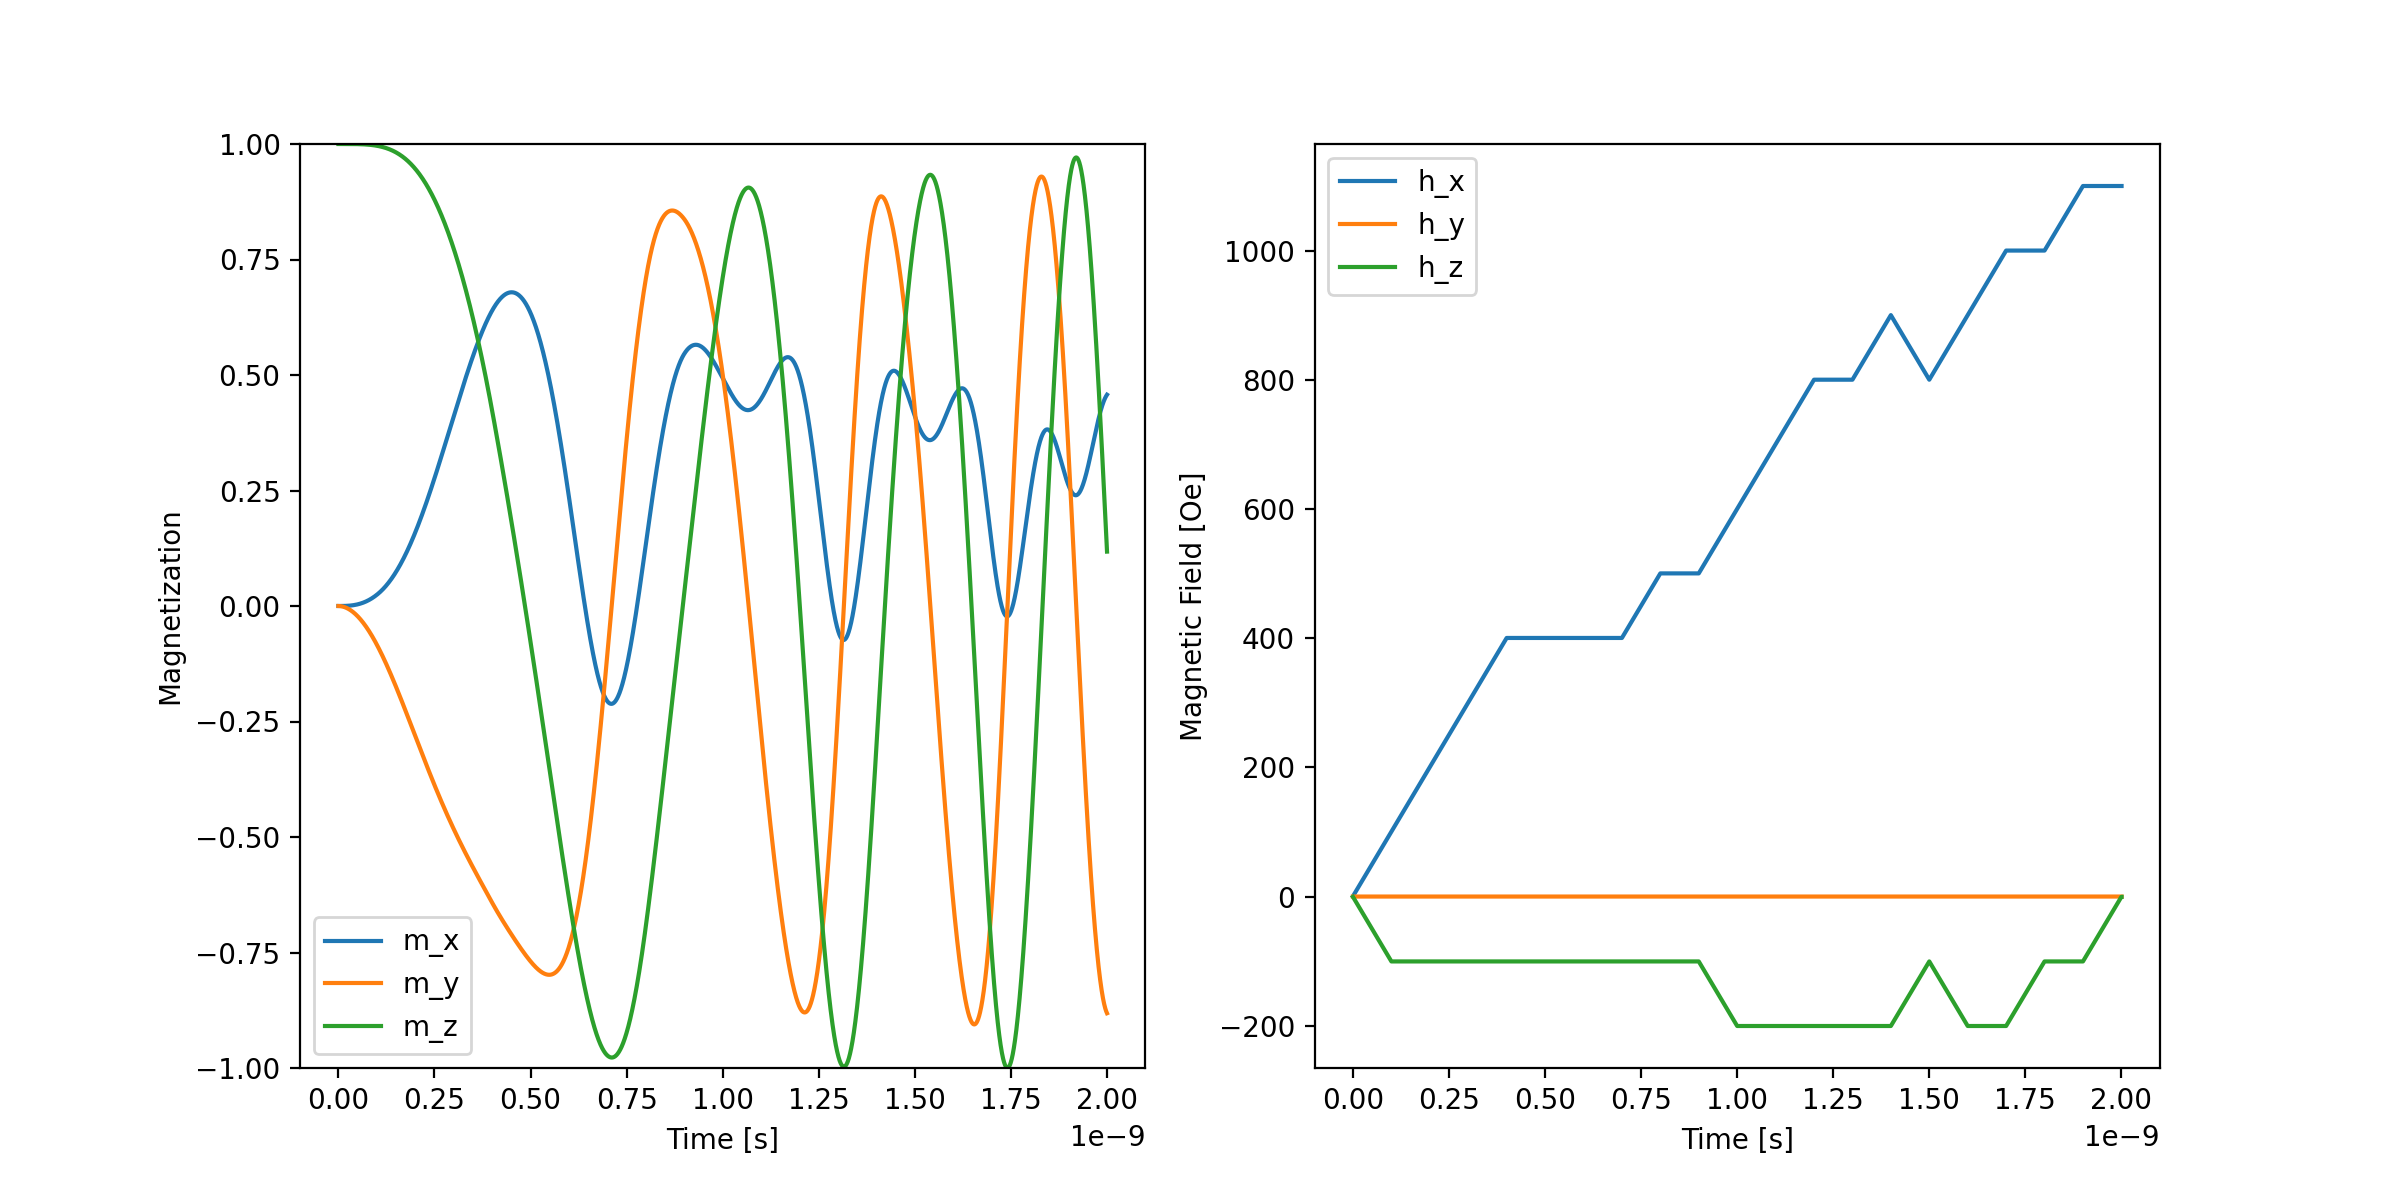 1.00
0.75
0.50
0.25
0.00
−0.25
−0.50
−0.75
−1.00
Magnetization
m_x
m_y
m_z
0.00 0.25 0.50 0.75 1.00 1.25 1.50 1.75 2.00
Time [s]
1e−9
h_x
h_y
h_z
1000
800
600
400
200
0
−200
Magnetic Field [Oe]
0.00 0.25 0.50 0.75 1.00 1.25 1.50 1.75 2.00
Time [s]
1e−9